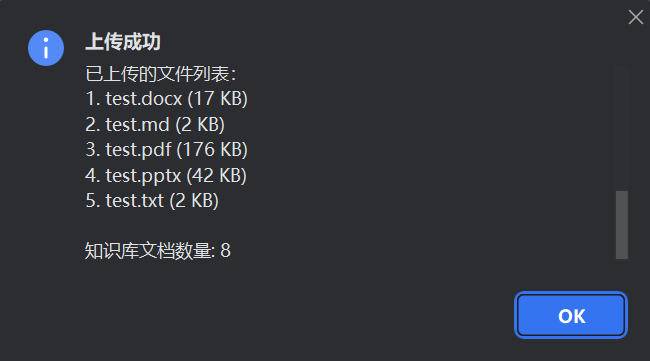 上传成功
已上传的文件列表：
1. test.docx (17 KB)
2. test.md (2 KB)
3. test.pdf (176 KB)
4. test.pptx (42 KB)
5. test.txt (2 KB)
知识库文档数量: 8
OK